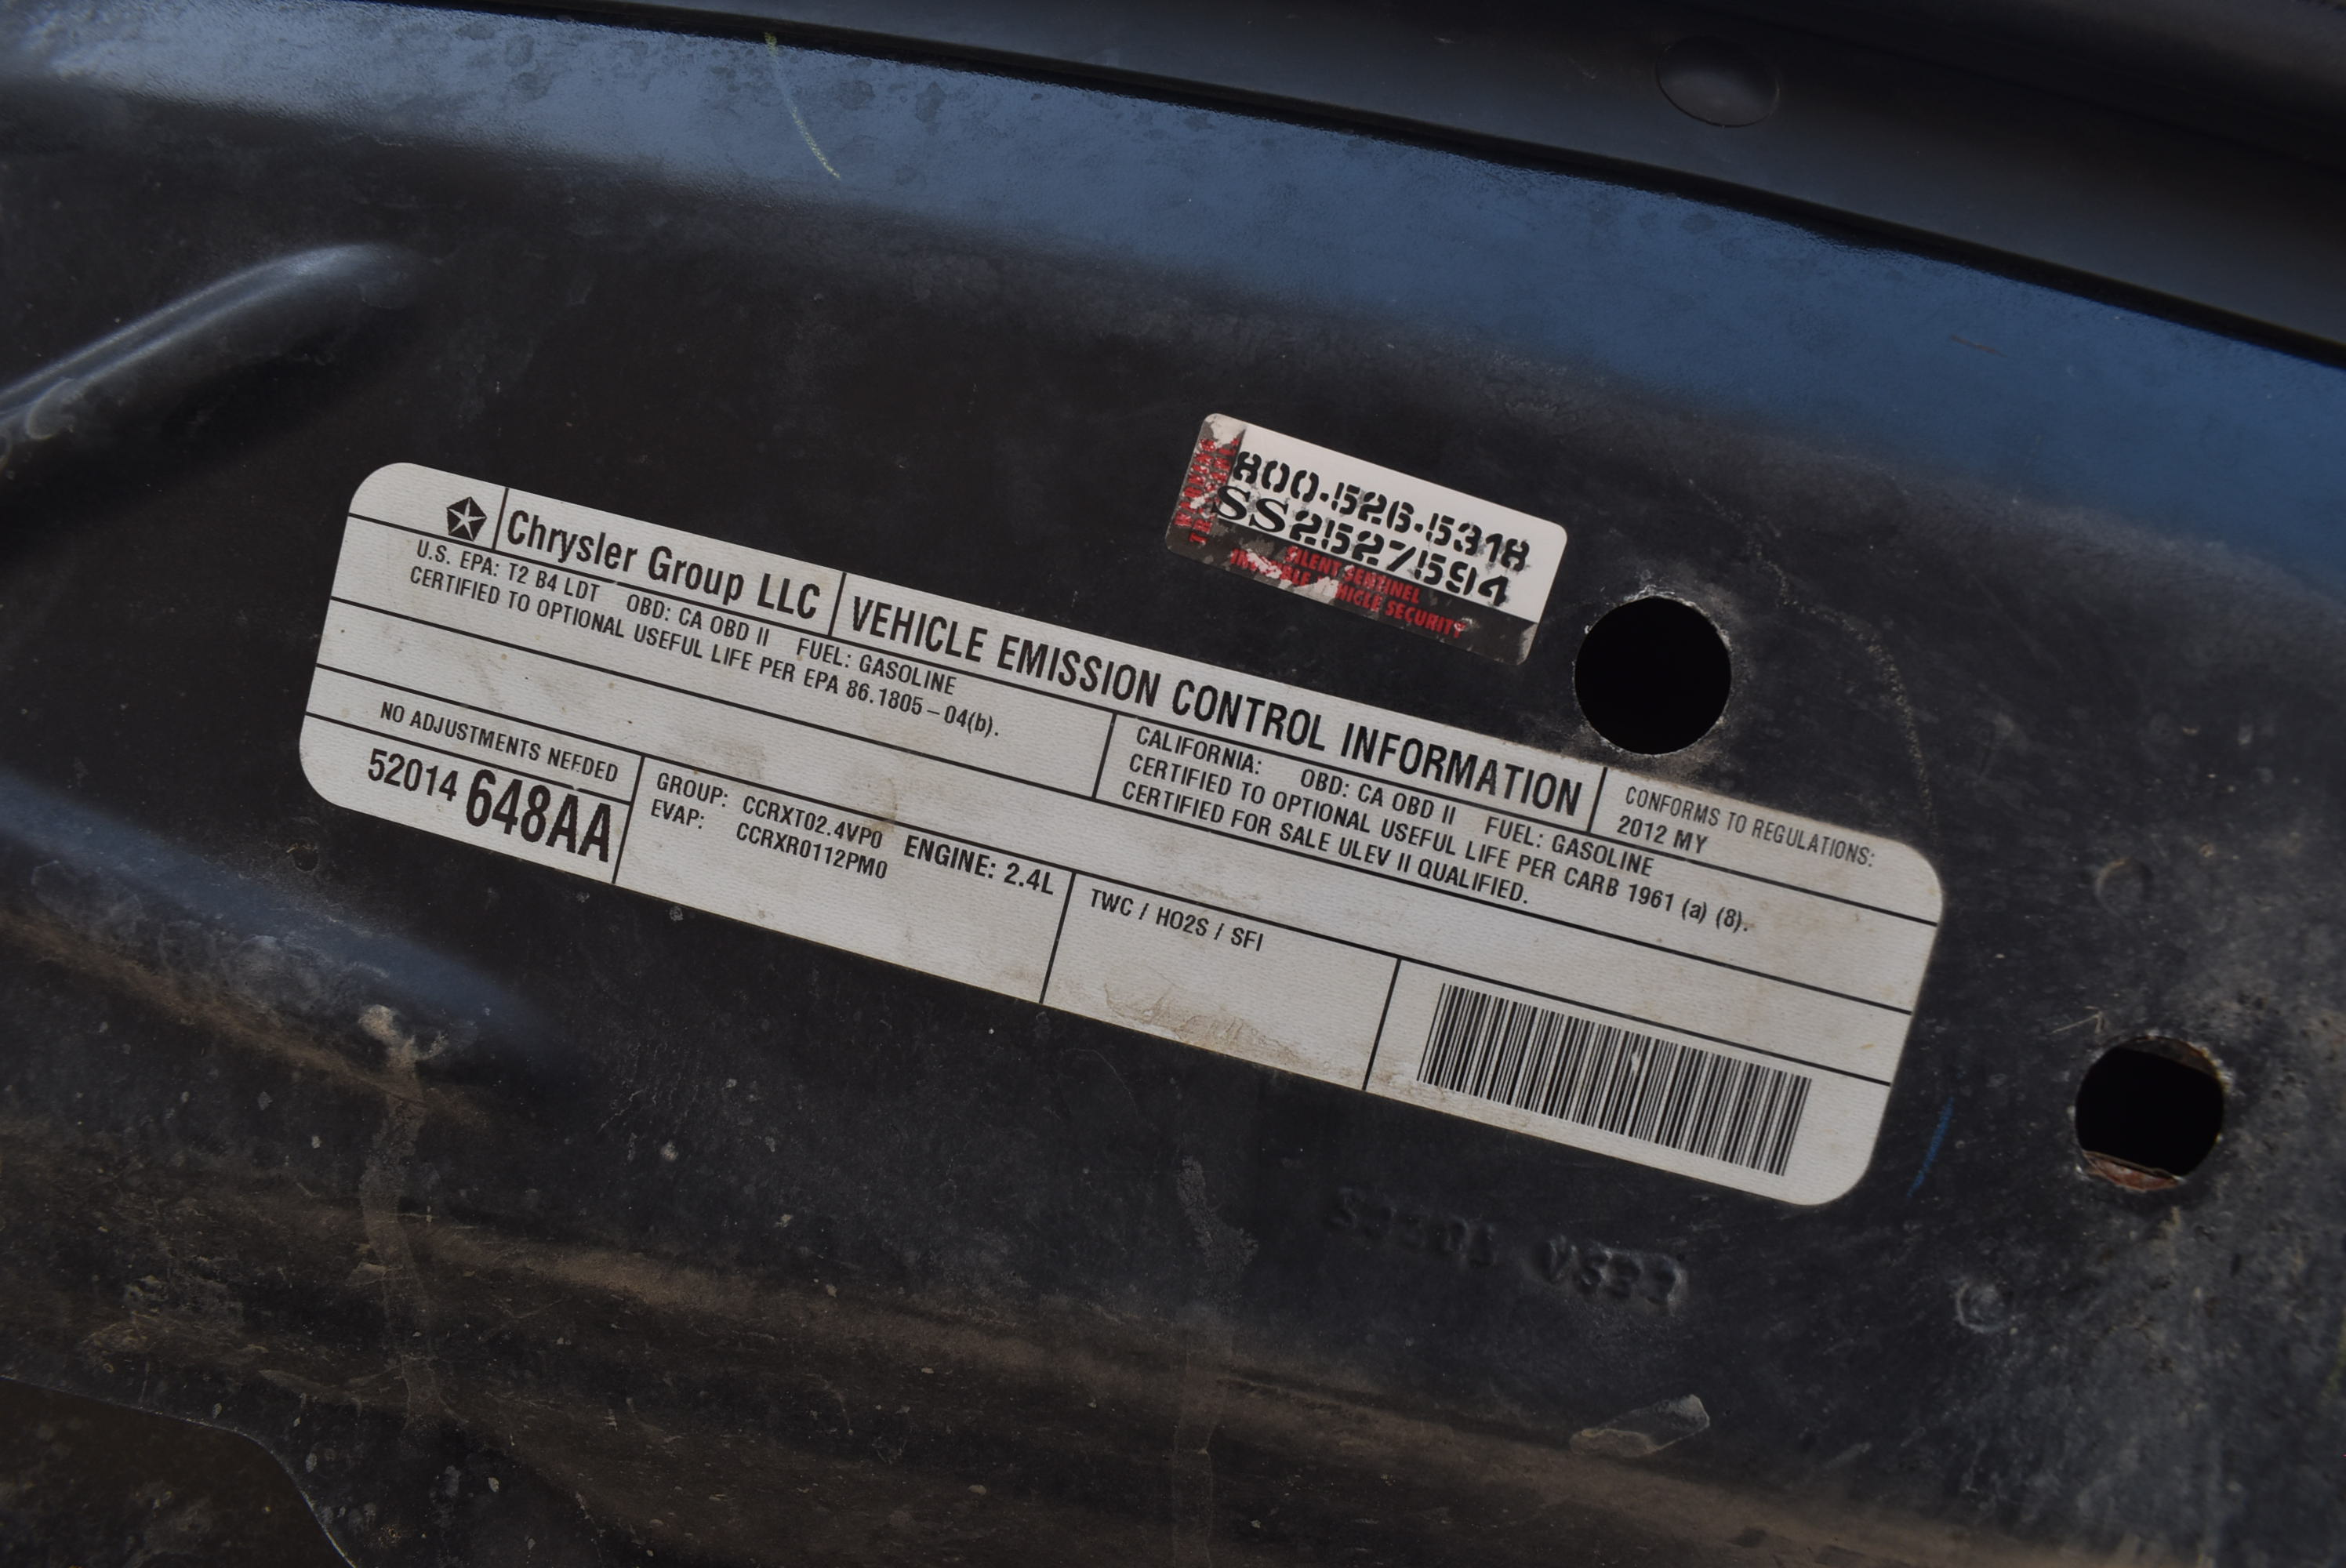 800.526.5318
SS2527594
SILENT SENTINEL
INVISIBLE VEHICLE SECURITY
Chrysler Group LLC
VEHICLE EMISSION CONTROL INFORMATION
CONFORMS TO REGULATIONS:
2012 MY
U.S. EPA: T2 B4 LDT OBD: CA OBD II FUEL: GASOLINE
CERTIFIED TO OPTIONAL USEFUL LIFE PER EPA 86.1805–04(b).
CALIFORNIA: OBD: CA OBD II FUEL: GASOLINE
CERTIFIED TO OPTIONAL USEFUL LIFE PER CARB 1961 (a) (8).
CERTIFIED FOR SALE ULEV II QUALIFIED.
NO ADJUSTMENTS NEEDED
52014 648AA
GROUP: CCRXT02.4VP0 ENGINE: 2.4L
EVAP: CCRXR0112PM0
TWC / HO2S / SFI